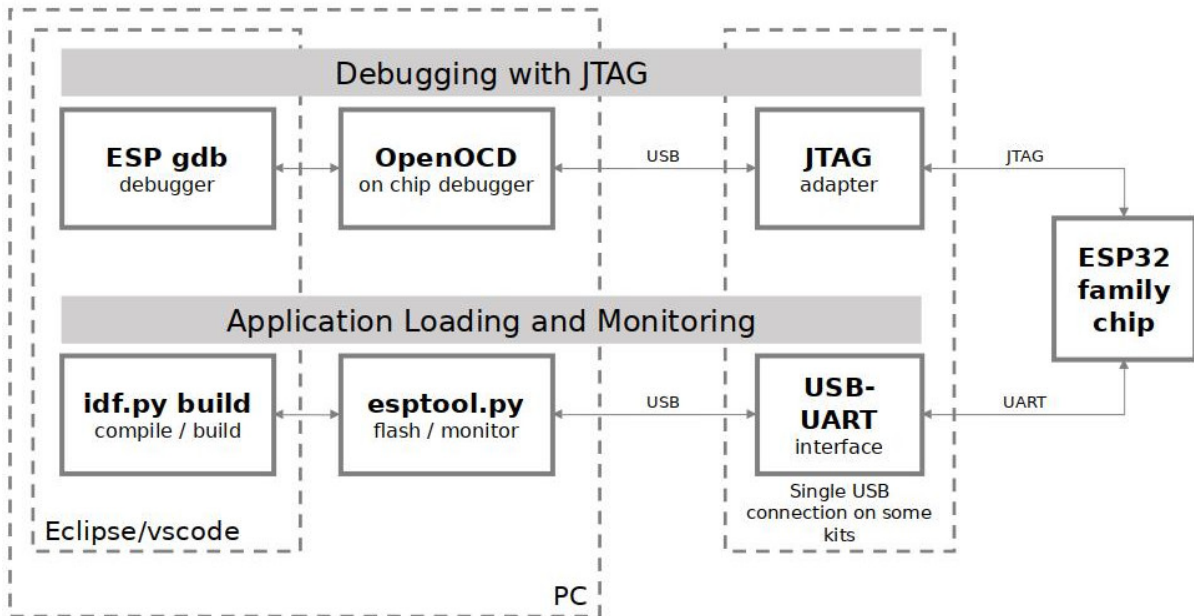 Debugging with JTAG
ESP gdb
debugger
OpenOCD
on chip debugger
USB
JTAG
adapter
JTAG
ESP32
family
chip
Application Loading and Monitoring
idf.py build
compile / build
esptool.py
flash / monitor
USB
USB-
UART
interface
UART
Single USB
connection on some
kits
Eclipse/vscode
PC